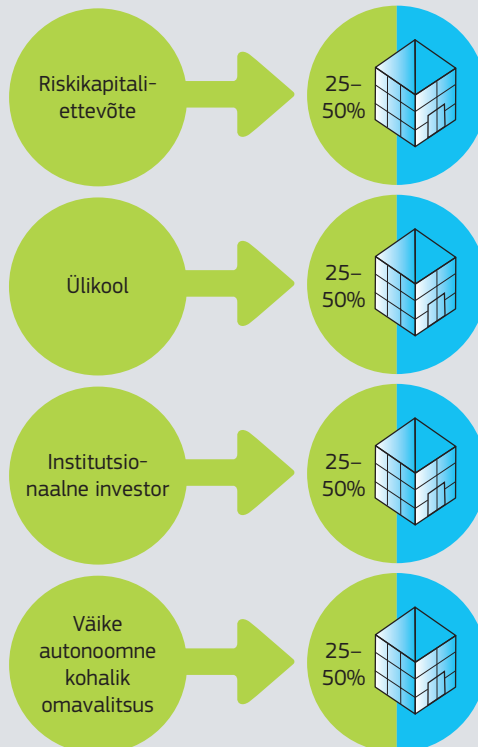 Riskikapitali-
ettevõte
25–
50%
Ülikool
25–
50%
Institutsio-
naalne investor
25–
50%
Väike
autonoomne
kohalik
omavalitsus
25–
50%